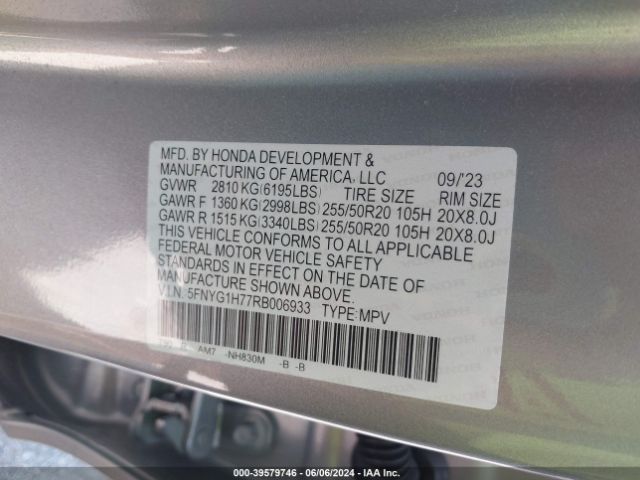 MFD. BY HONDA DEVELOPMENT &
MANUFACTURING OF AMERICA, LLC 09/'23
GVWR 2810 KG(6195LBS) TIRE SIZE RIM SIZE
GAWR F 1360 KG(2998LBS) 255/50R20 105H 20X8.0J
GAWR R 1515 KG(3340LBS) 255/50R20 105H 20X8.0J
THIS VEHICLE CONFORMS TO ALL APPLICABLE
FEDERAL MOTOR VEHICLE SAFETY
STANDARDS IN EFFECT ON THE DATE OF
MANUFACTURE SHOWN ABOVE.
V.I.N. 5FNYG1H77RB006933 TYPE:MPV
AM7 -NH830M -B -B
000-39579746 | 06/06/2024 | IAA Inc.